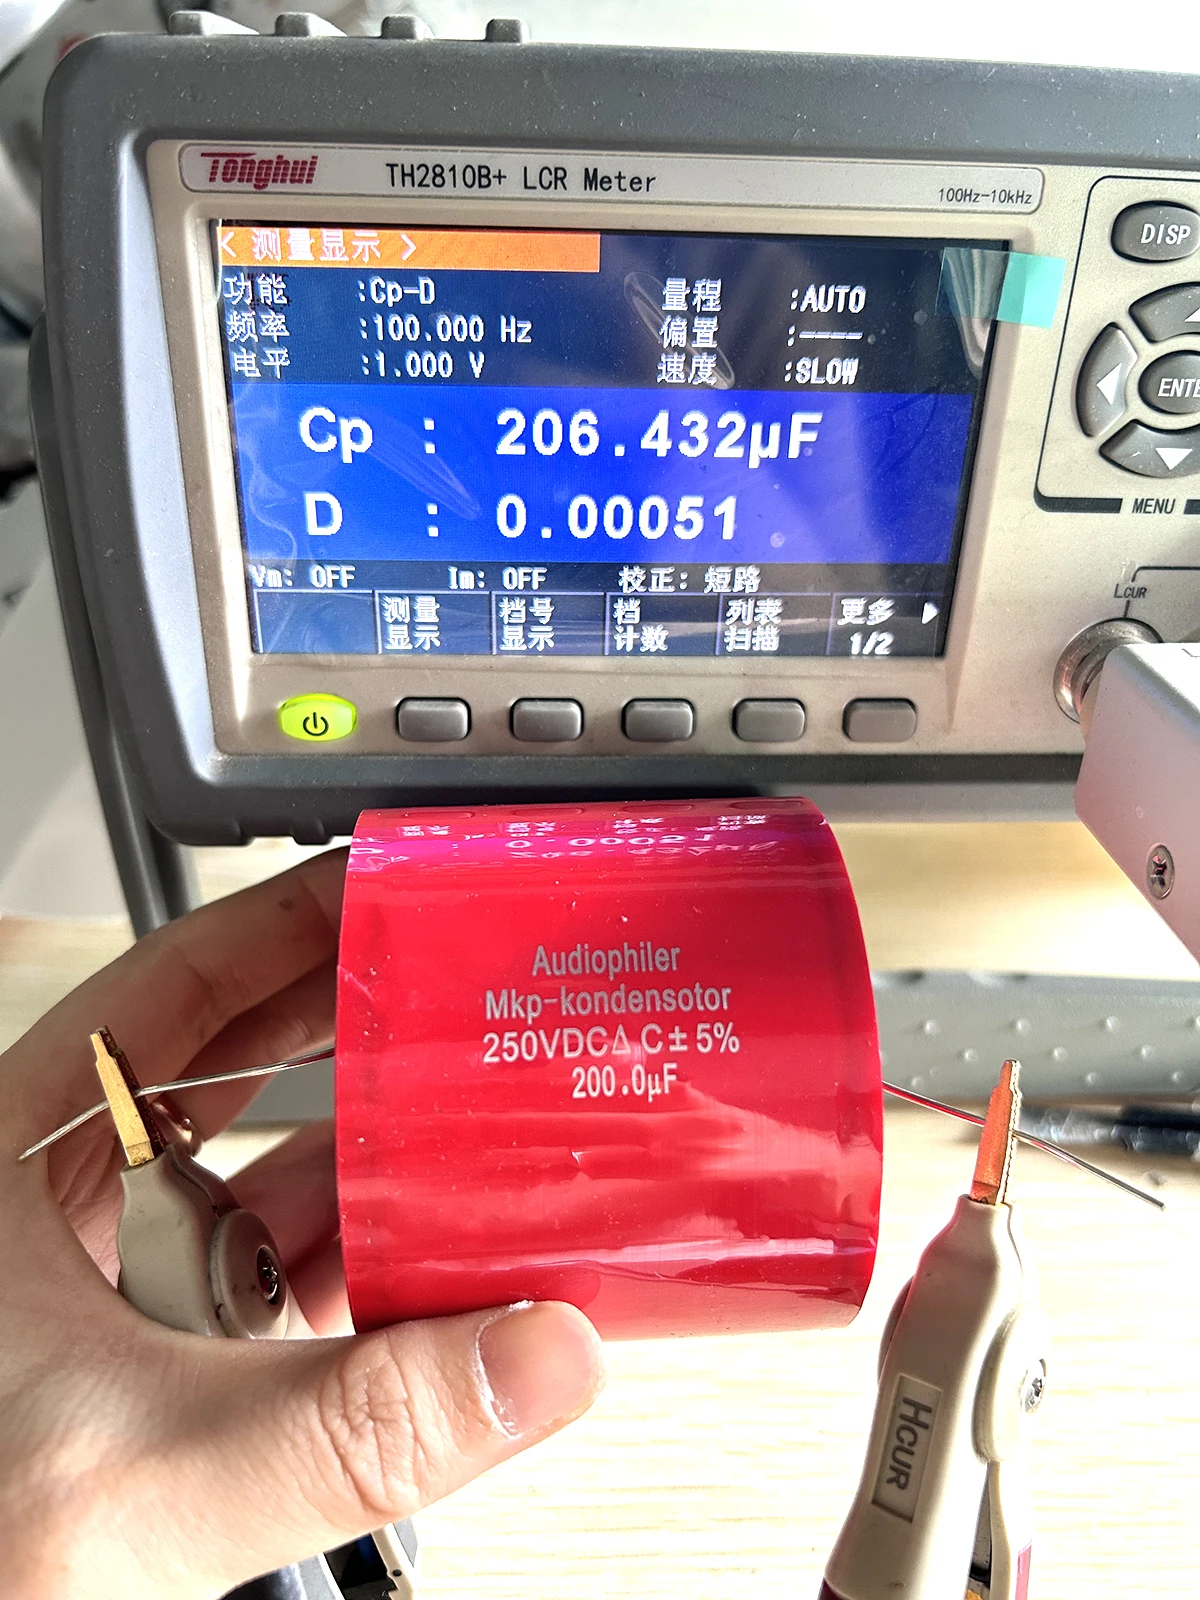 Tonghui TH2810B+ LCR Meter 100Hz-10kHz
< 测量显示 >
功能 :Cp-D 量程 :AUTO
频率 :100.000 Hz 偏置 :----
电平 :1.000 V 速度 :SLOW
Cp : 206.432μF
D : 0.00051
Vm: OFF Im: OFF 校正: 短路
测量显示 档号显示 档计数 列表扫描 更多 1/2
DISP
ENTE
MENU
LCUR
Audiophiler
Mkp-kondensotor
250VDCΔ C±5%
200.0μF
HCUR